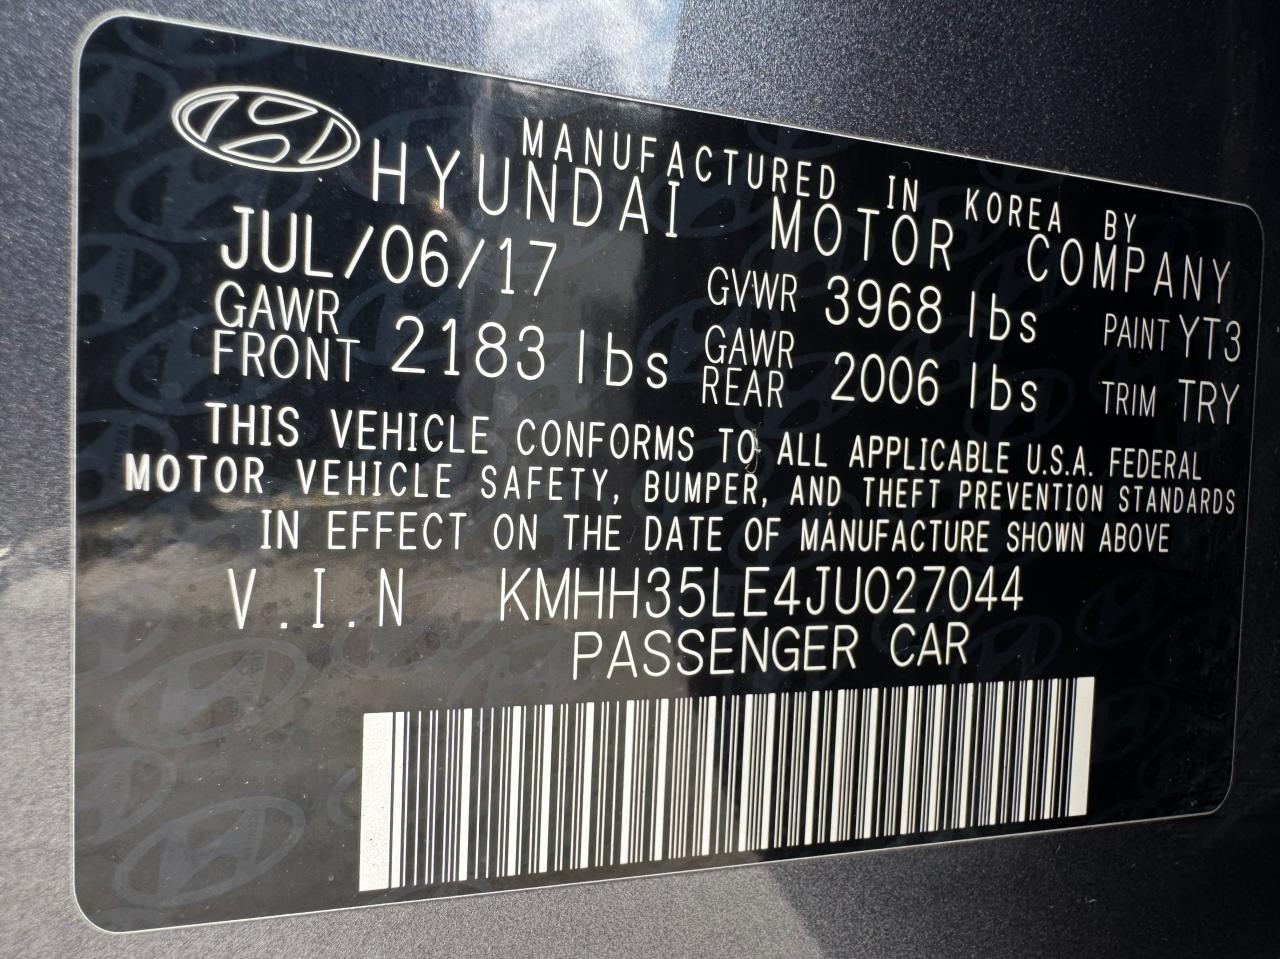 MANUFACTURED IN KOREA BY
HYUNDAI MOTOR COMPANY
JUL/06/17 GVWR 3968 lbs PAINT YT3
GAWR FRONT 2183 lbs GAWR REAR 2006 lbs TRIM TRY
THIS VEHICLE CONFORMS TO ALL APPLICABLE U.S.A. FEDERAL
MOTOR VEHICLE SAFETY, BUMPER, AND THEFT PREVENTION STANDARDS
IN EFFECT ON THE DATE OF MANUFACTURE SHOWN ABOVE
V.I.N KMHH35LE4JU027044
PASSENGER CAR